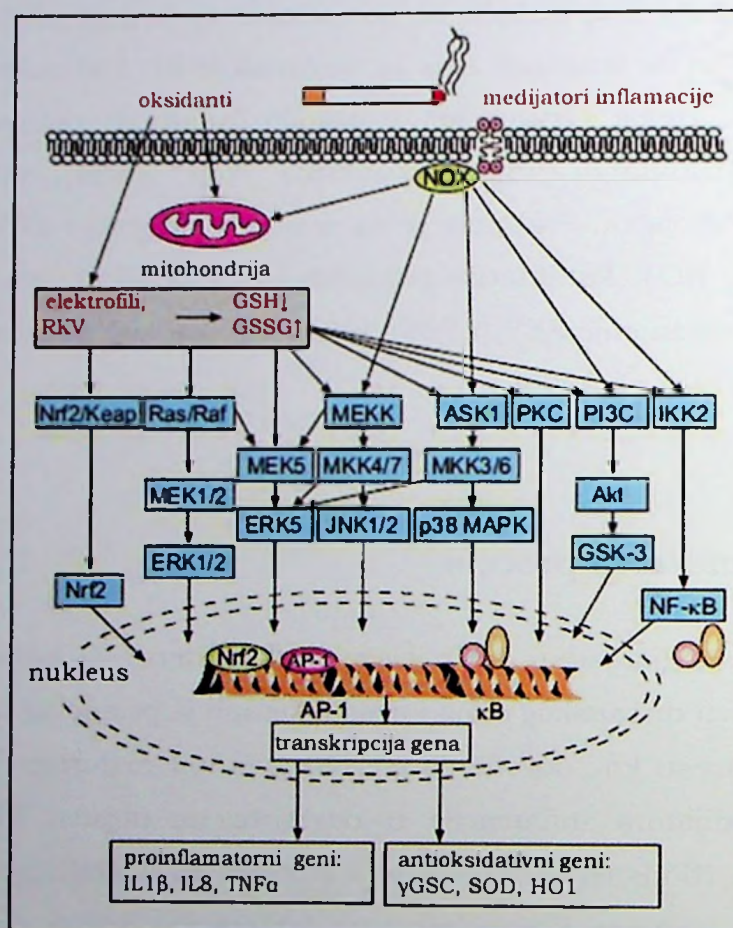 oksidanti
medijatori inflamacije
NOX
mitohondrija
elektrofili,
RKV
GSH↓
GSSG↑
Nrf2/Keap
Ras/Raf
MEKK
ASK1
PKC
PI3C
IKK2
MEK5
MKK4/7
MKK3/6
MEK1/2
Akt
ERK5
JNK1/2
p38 MAPK
ERK1/2
GSK-3
Nrf2
NF-κB
nukleus
Nrf2
AP-1
AP-1
κB
transkripcija gena
proinflamatorni geni:
IL1β, IL8, TNFα
antioksidativni geni:
γGSC, SOD, HO1